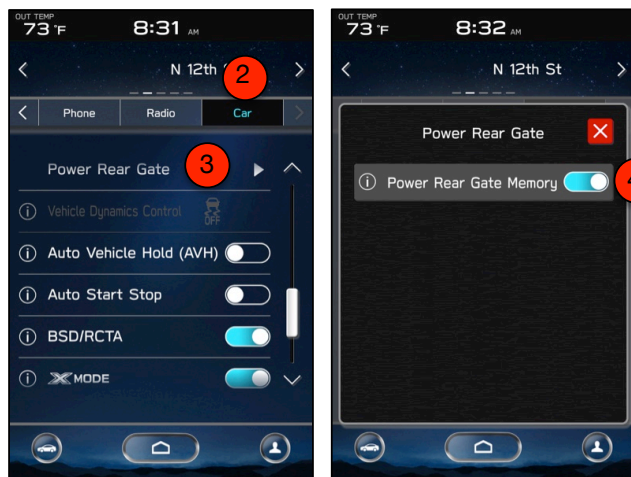 OUT TEMP
73 °F
8:31 AM
N 12th
2
Phone
Radio
Car
Power Rear Gate
3
Vehicle Dynamics Control
OFF
Auto Vehicle Hold (AVH)
Auto Start Stop
BSD/RCTA
X MODE
OUT TEMP
73 °F
8:32 AM
N 12th St
Power Rear Gate
Power Rear Gate Memory
4